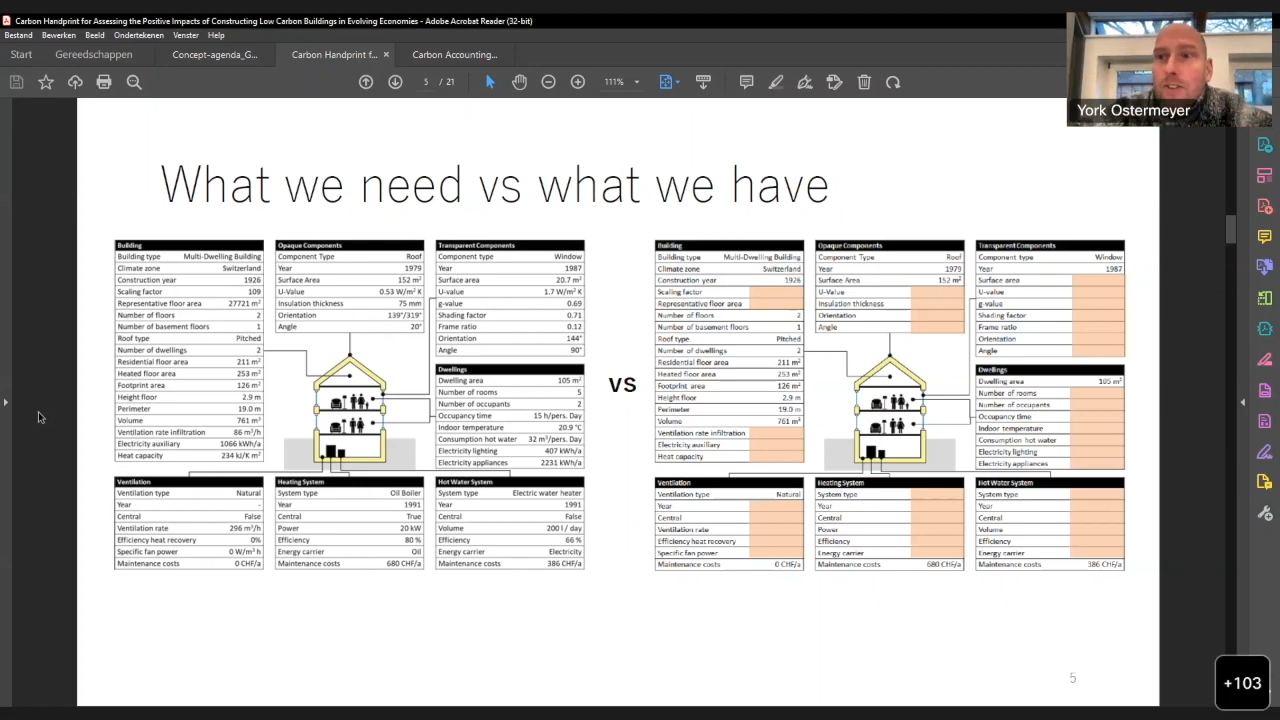 Carbon Handprint for Assessing the Positive Impacts of Constructing Low Carbon Buildings in Evolving Economies - Adobe Acrobat Reader (32-bit)
Bestand Bewerken Beeld Ondertekenen Venster Help
Start Gereedschappen Concept-agenda_G... Carbon Handprint f... × Carbon Accounting...
5 / 21 111%
York Ostermeyer
What we need vs what we have
Building
Building type Multi-Dwelling Building
Climate zone Switzerland
Construction year 1926
Scaling factor 109
Representative floor area 27721 m²
Number of floors 2
Number of basement floors 1
Roof type Pitched
Number of dwellings 2
Residential floor area 211 m²
Heated floor area 253 m²
Footprint area 126 m²
Height floor 2.9 m
Perimeter 19.0 m
Volume 761 m²
Ventilation rate infiltration 86 m³/h
Electricity auxiliary 1066 kWh/a
Heat capacity 234 kJ/K m²
Opaque Components
Component Type Roof
Year 1979
Surface Area 152 m²
U-Value 0.53 W/m² K
Insulation thickness 75 mm
Orientation 139°/319°
Angle 20°
Transparent Components
Component type Window
Year 1987
Surface area 20.7 m²
U-value 1.7 W/m² K
g-value 0.69
Shading factor 0.71
Frame ratio 0.12
Orientation 144°
Angle 90°
Dwellings
Dwelling area 105 m²
Number of rooms 5
Number of occupants 2
Occupancy time 15 h/pers. Day
Indoor temperature 20.9 °C
Consumption hot water 32 m³/pers. Day
Electricity lighting 407 kWh/a
Electricity appliances 2231 kWh/a
Ventilation
Ventilation type Natural
Year -
Central False
Ventilation rate 296 m³/h
Efficiency heat recovery 0%
Specific fan power 0 W/m³ h
Maintenance costs 0 CHF/a
Heating System
System type Oil Boiler
Year 1991
Central True
Power 20 kW
Efficiency 80 %
Energy carrier Oil
Maintenance costs 680 CHF/a
Hot Water System
System type Electric water heater
Year 1991
Central False
Volume 200 l / day
Efficiency 66 %
Energy carrier Electricity
Maintenance costs 386 CHF/a
VS
Building
Building type Multi-Dwelling Building
Climate zone Switzerland
Construction year 1926
Scaling factor
Representative floor area
Number of floors 2
Number of basement floors 1
Roof type Pitched
Number of dwellings 2
Residential floor area 211 m²
Heated floor area 253 m²
Footprint area 126 m²
Height floor 2.9 m
Perimeter 19.0 m
Volume 761 m²
Ventilation rate infiltration
Electricity auxiliary
Heat capacity
Opaque Components
Component Type Roof
Year 1979
Surface Area 152 m²
U-Value
Insulation thickness
Orientation
Angle
Transparent Components
Component type Window
Year 1987
Surface area
U-value
g-value
Shading factor
Frame ratio
Orientation
Angle
Dwellings
Dwelling area 105 m²
Number of rooms
Number of occupants
Occupancy time
Indoor temperature
Consumption hot water
Electricity lighting
Electricity appliances
Ventilation
Ventilation type Natural
Year
Central
Ventilation rate
Efficiency heat recovery
Specific fan power
Maintenance costs 0 CHF/a
Heating System
System type
Year
Central
Power
Efficiency
Energy carrier
Maintenance costs 680 CHF/a
Hot Water System
System type
Year
Central
Volume
Efficiency
Energy carrier
Maintenance costs 386 CHF/a
5
+103